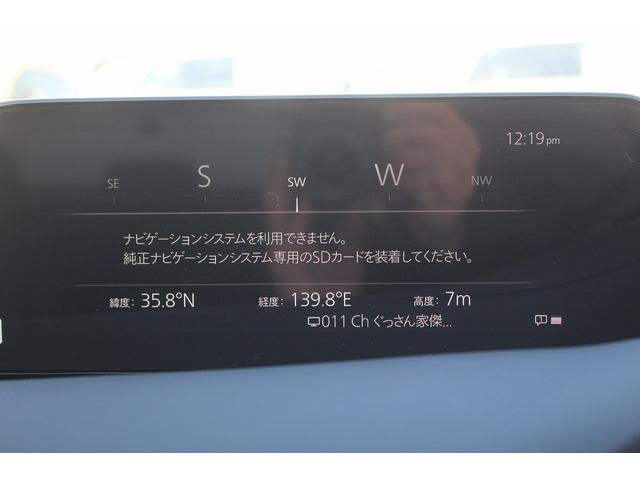 12:19pm
SE S SW W NW
ナビゲーションシステムを利用できません。
純正ナビゲーションシステム専用のSDカードを装着してください。
緯度: 35.8°N 経度: 139.8°E 高度: 7m
011 Ch ぐっさん家傑...